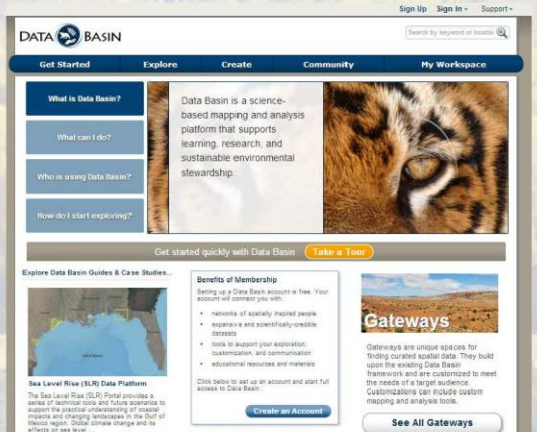 Sign Up Sign In Support
DATA BASIN
Search by keyword or location
Get Started Explore Create Community My Workspace
What is Data Basin?
What can I do?
Who is using Data Basin?
How do I start exploring?
Data Basin is a science-
based mapping and analysis
platform that supports
learning, research, and
sustainable environmental
stewardship.
Get started quickly with Data Basin Take a Tour
Explore Data Basin Guides & Case Studies...
Sea Level Rise (SLR) Data Platform
The Sea Level Rise (SLR) Portal provides a
series of technical tools and future scenarios to
support the practical understanding of coastal
impacts and changing landscapes in the Gulf of
Mexico region. Global climate change and its
effects on sea level
Benefits of Membership
Setting up a Data Basin account is free. Your
account will connect you with:
networks of spatially inspired people
expansive and scientifically-credible
datasets
tools to support your exploration,
customization, and communication
educational resources and materials
Click below to set up an account and start full
access to Data Basin.
Create an Account
Gateways
Gateways are unique spaces for
finding curated spatial data. They build
upon the existing Data Basin
framework and are customized to meet
the needs of a target audience.
Customizations can include custom
mapping and analysis tools.
See All Gateways